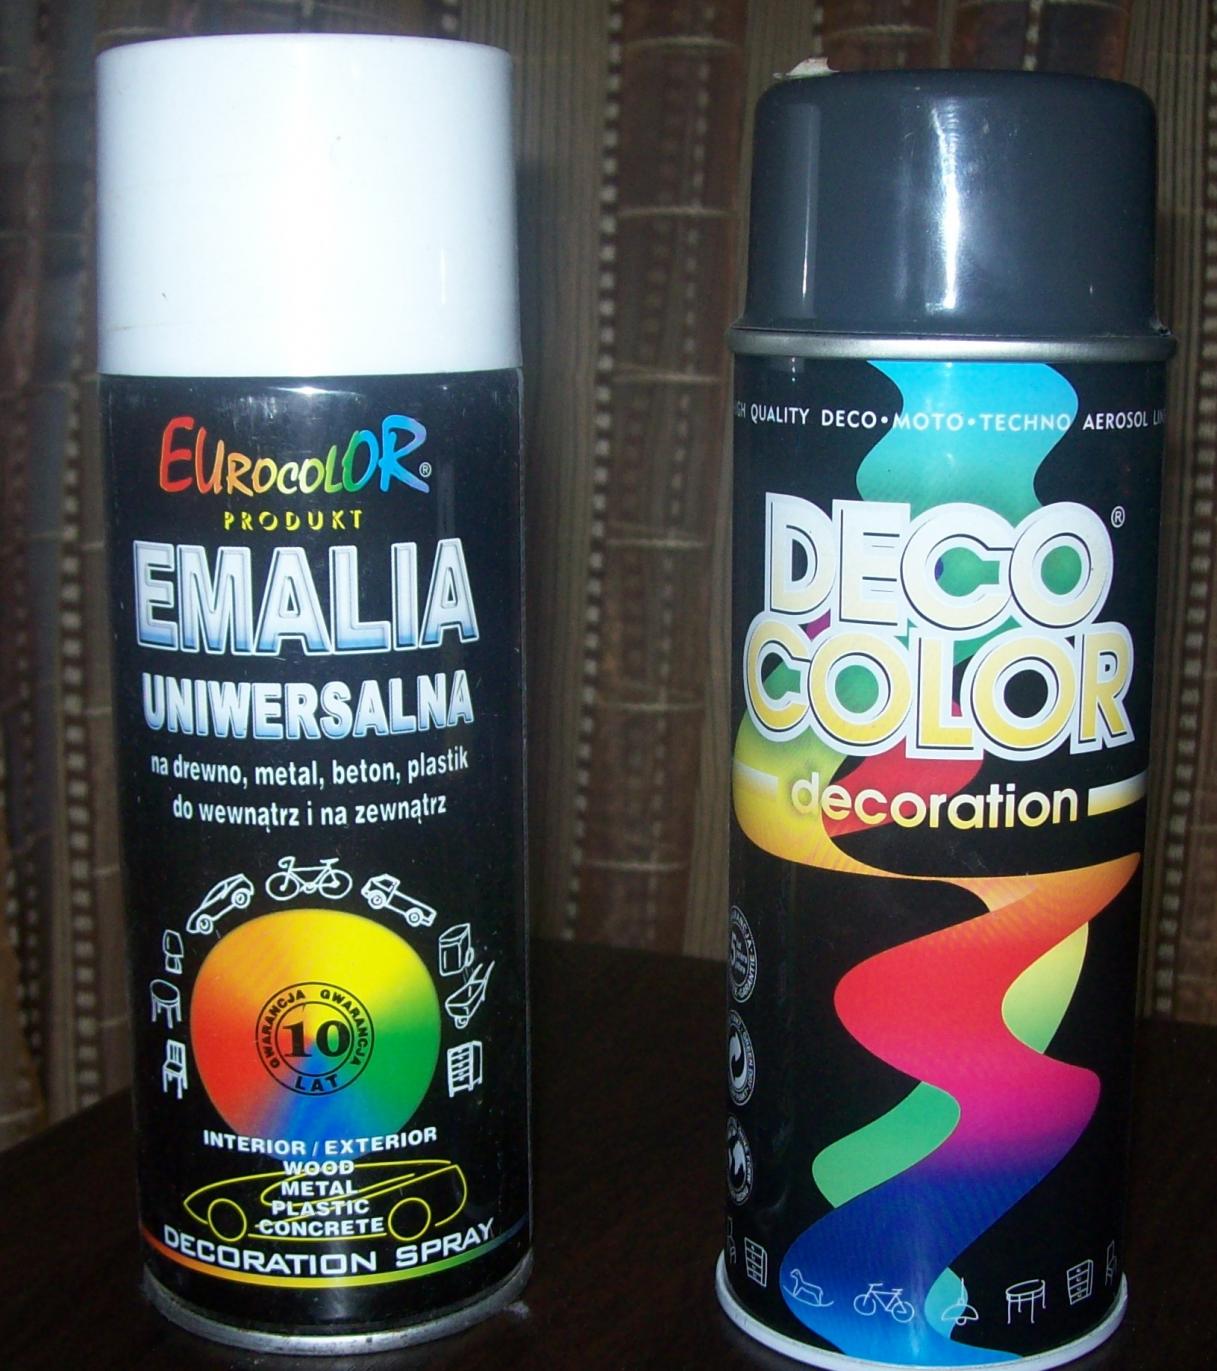 EUROCOLOR®
PRODUKT
EMALIA
UNIWERSALNA
na drewno, metal, beton, plastik
do wewnątrz i na zewnątrz
GWARANCJA GWARANCJA
10
LAT
INTERIOR / EXTERIOR
WOOD
METAL
PLASTIC
CONCRETE
DECORATION SPRAY
QUALITY DECO•MOTO•TECHNO AEROSOL
DECO®
COLOR
decoration